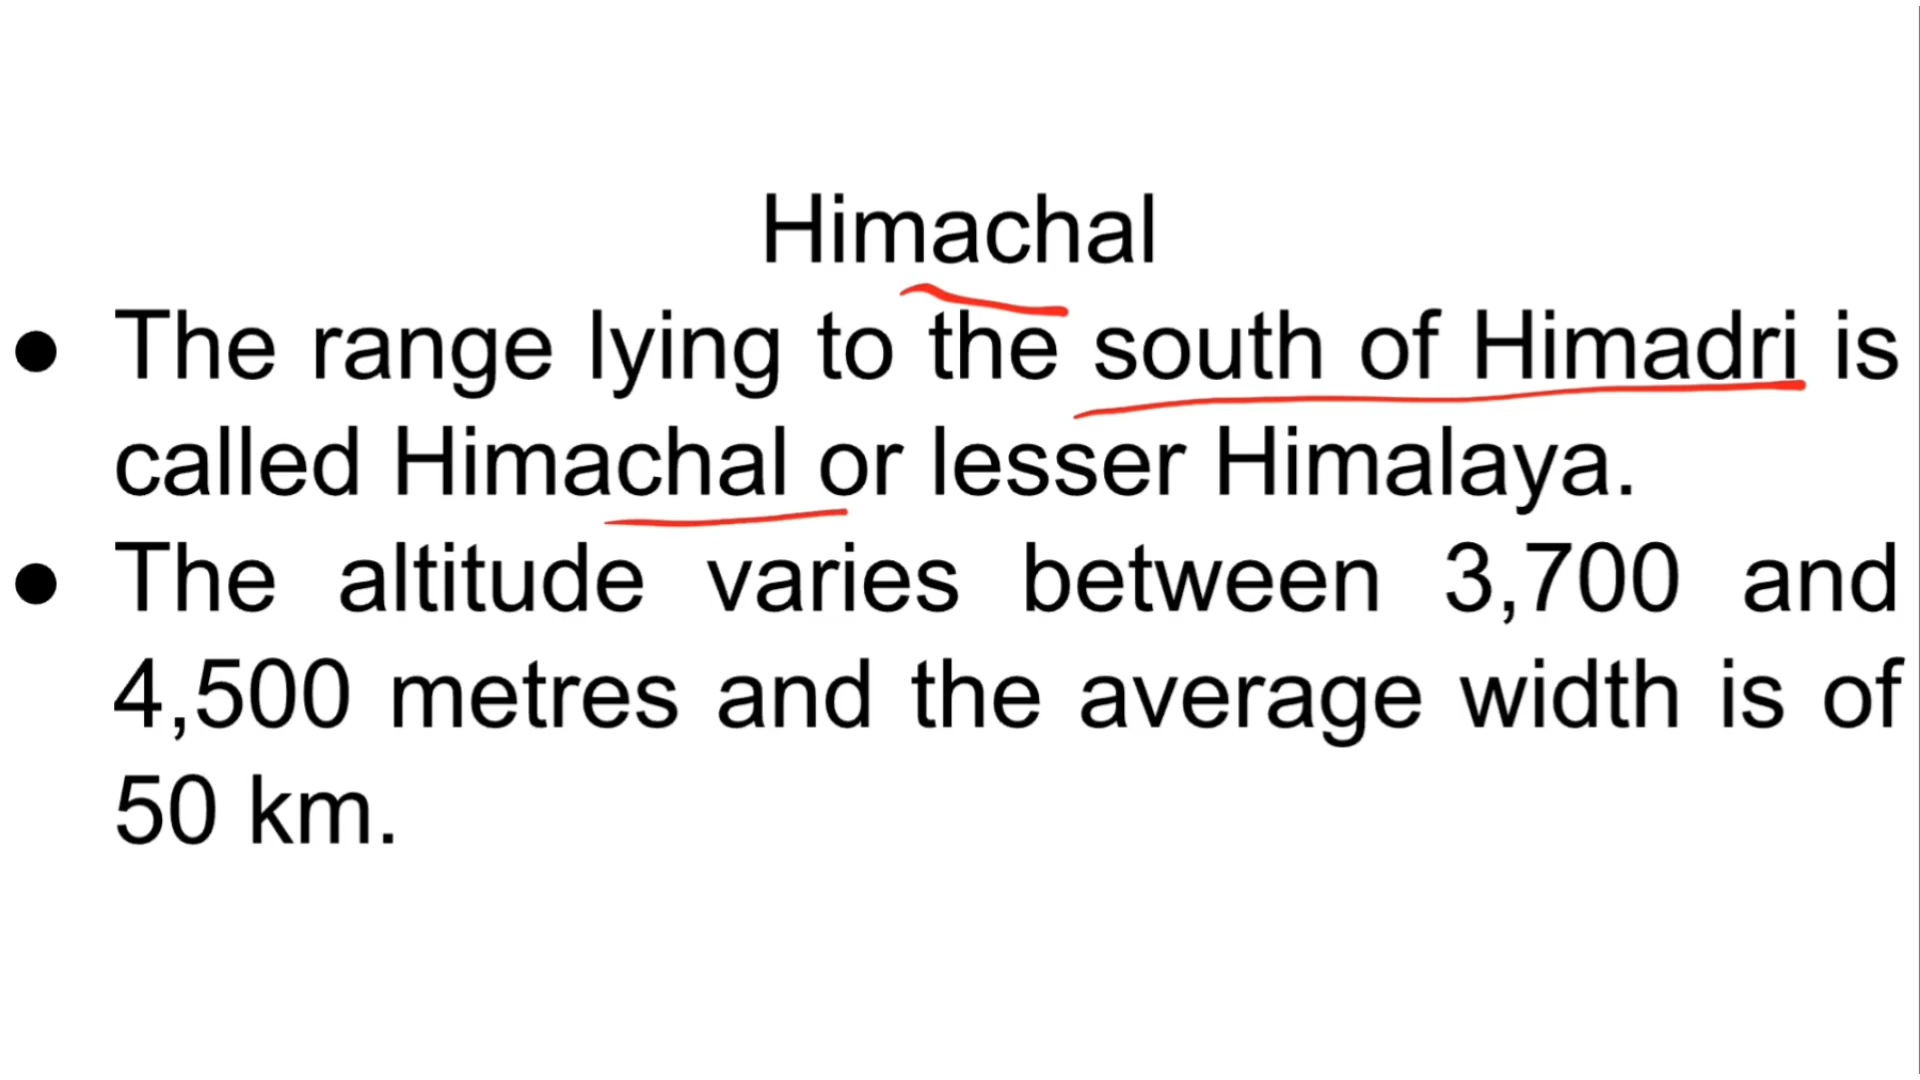 Himachal
● The range lying to the south of Himadri is
called Himachal or lesser Himalaya.
● The altitude varies between 3,700 and
4,500 metres and the average width is of
50 km.